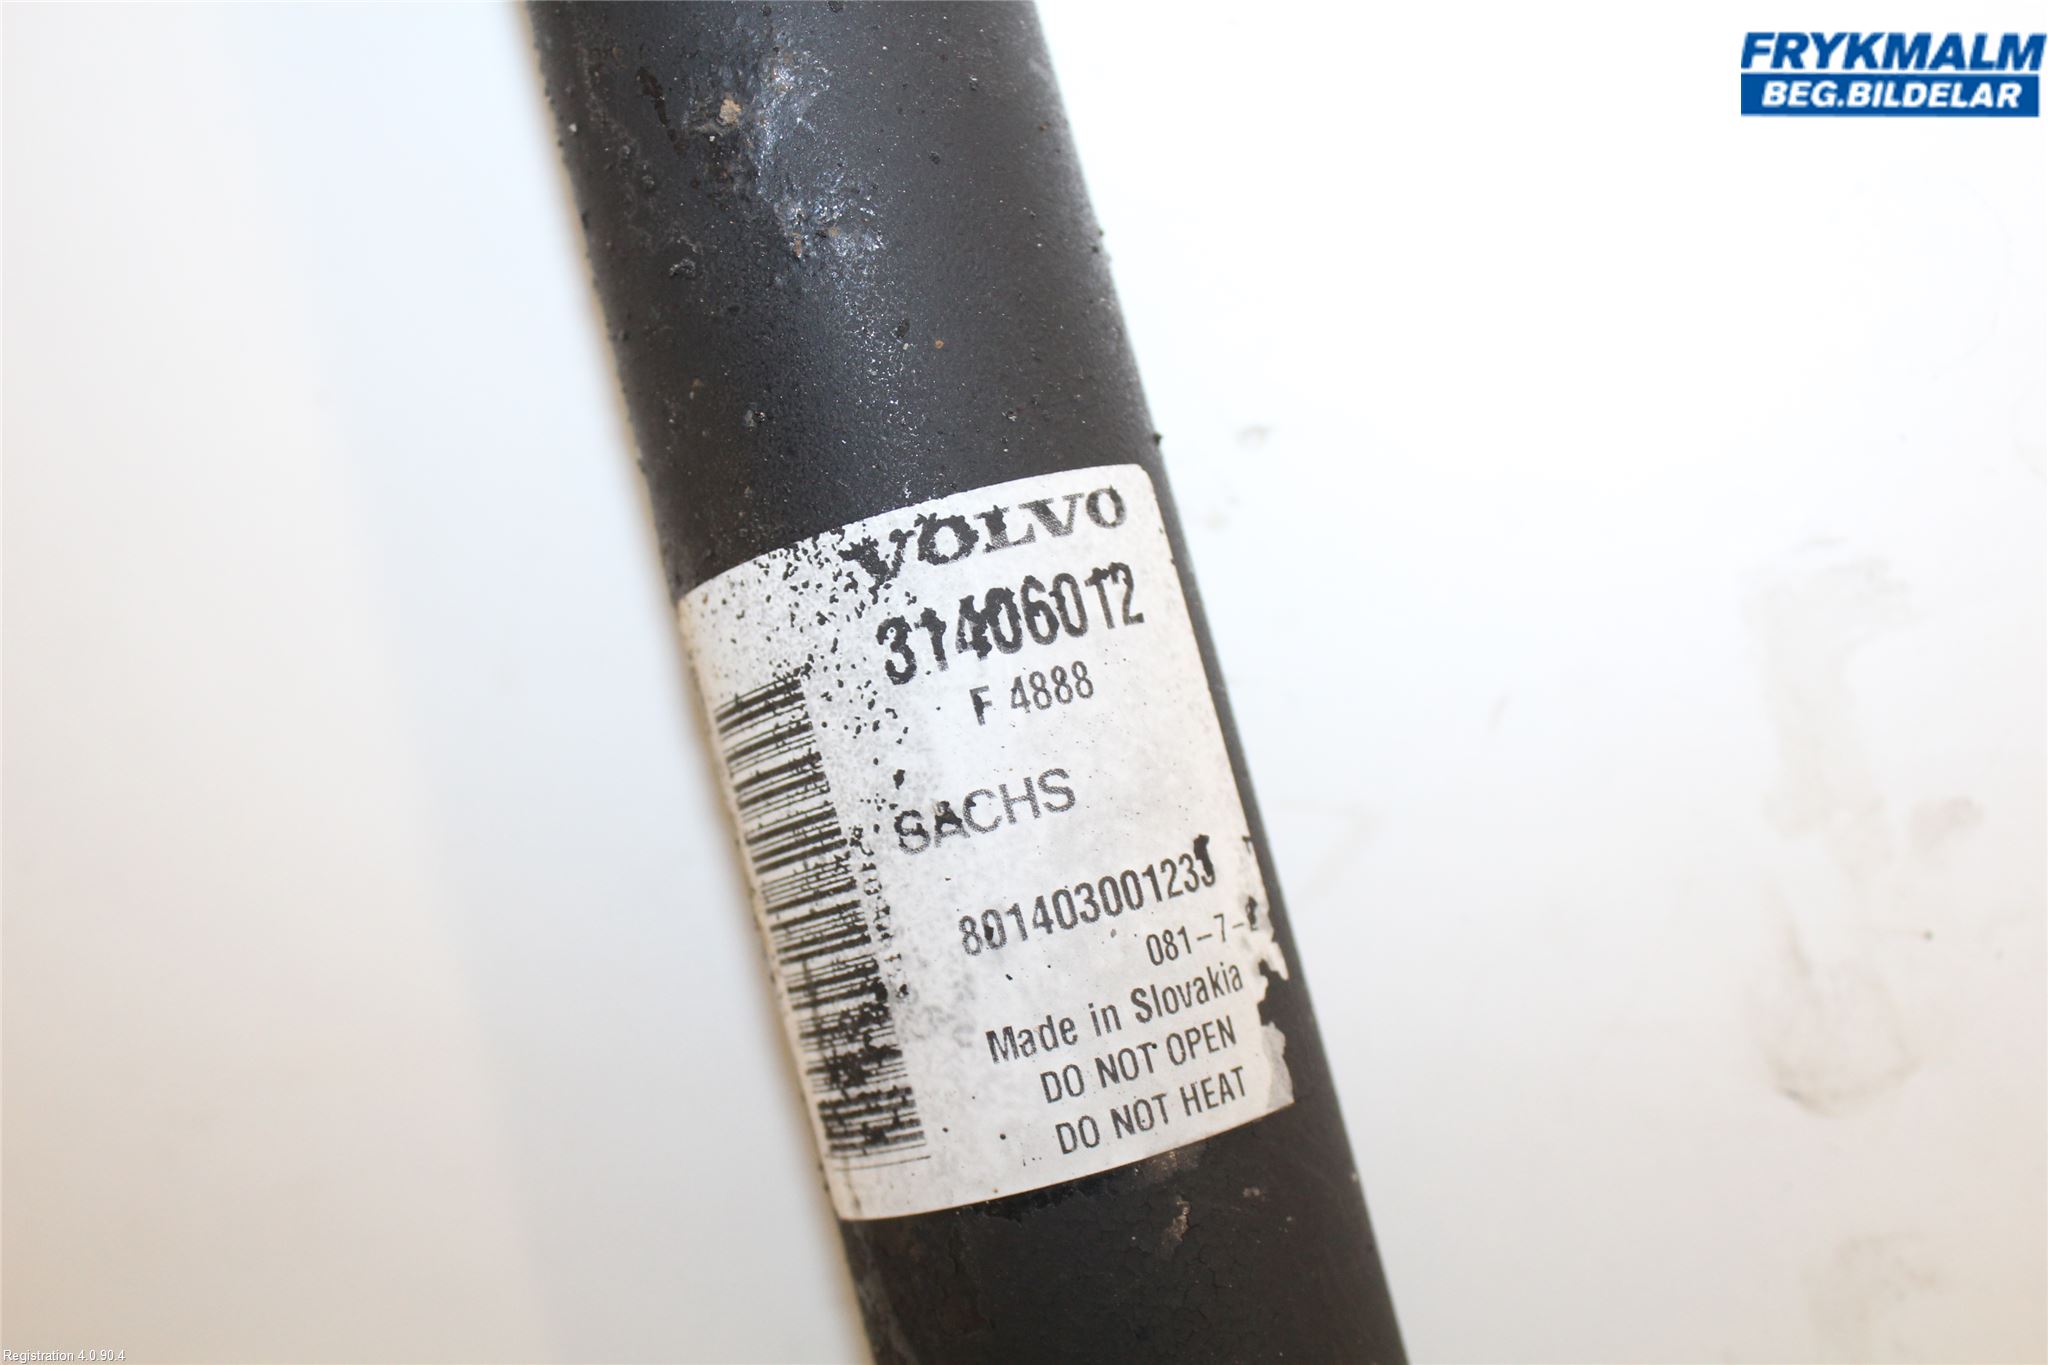 FRYKMALM
BEG.BILDELAR
VOLVO
31406012
F 4888
SACHS
081-7-
Made in Slovakia
DO NOT OPEN
DO NOT HEAT
Registration 4.0.90.4